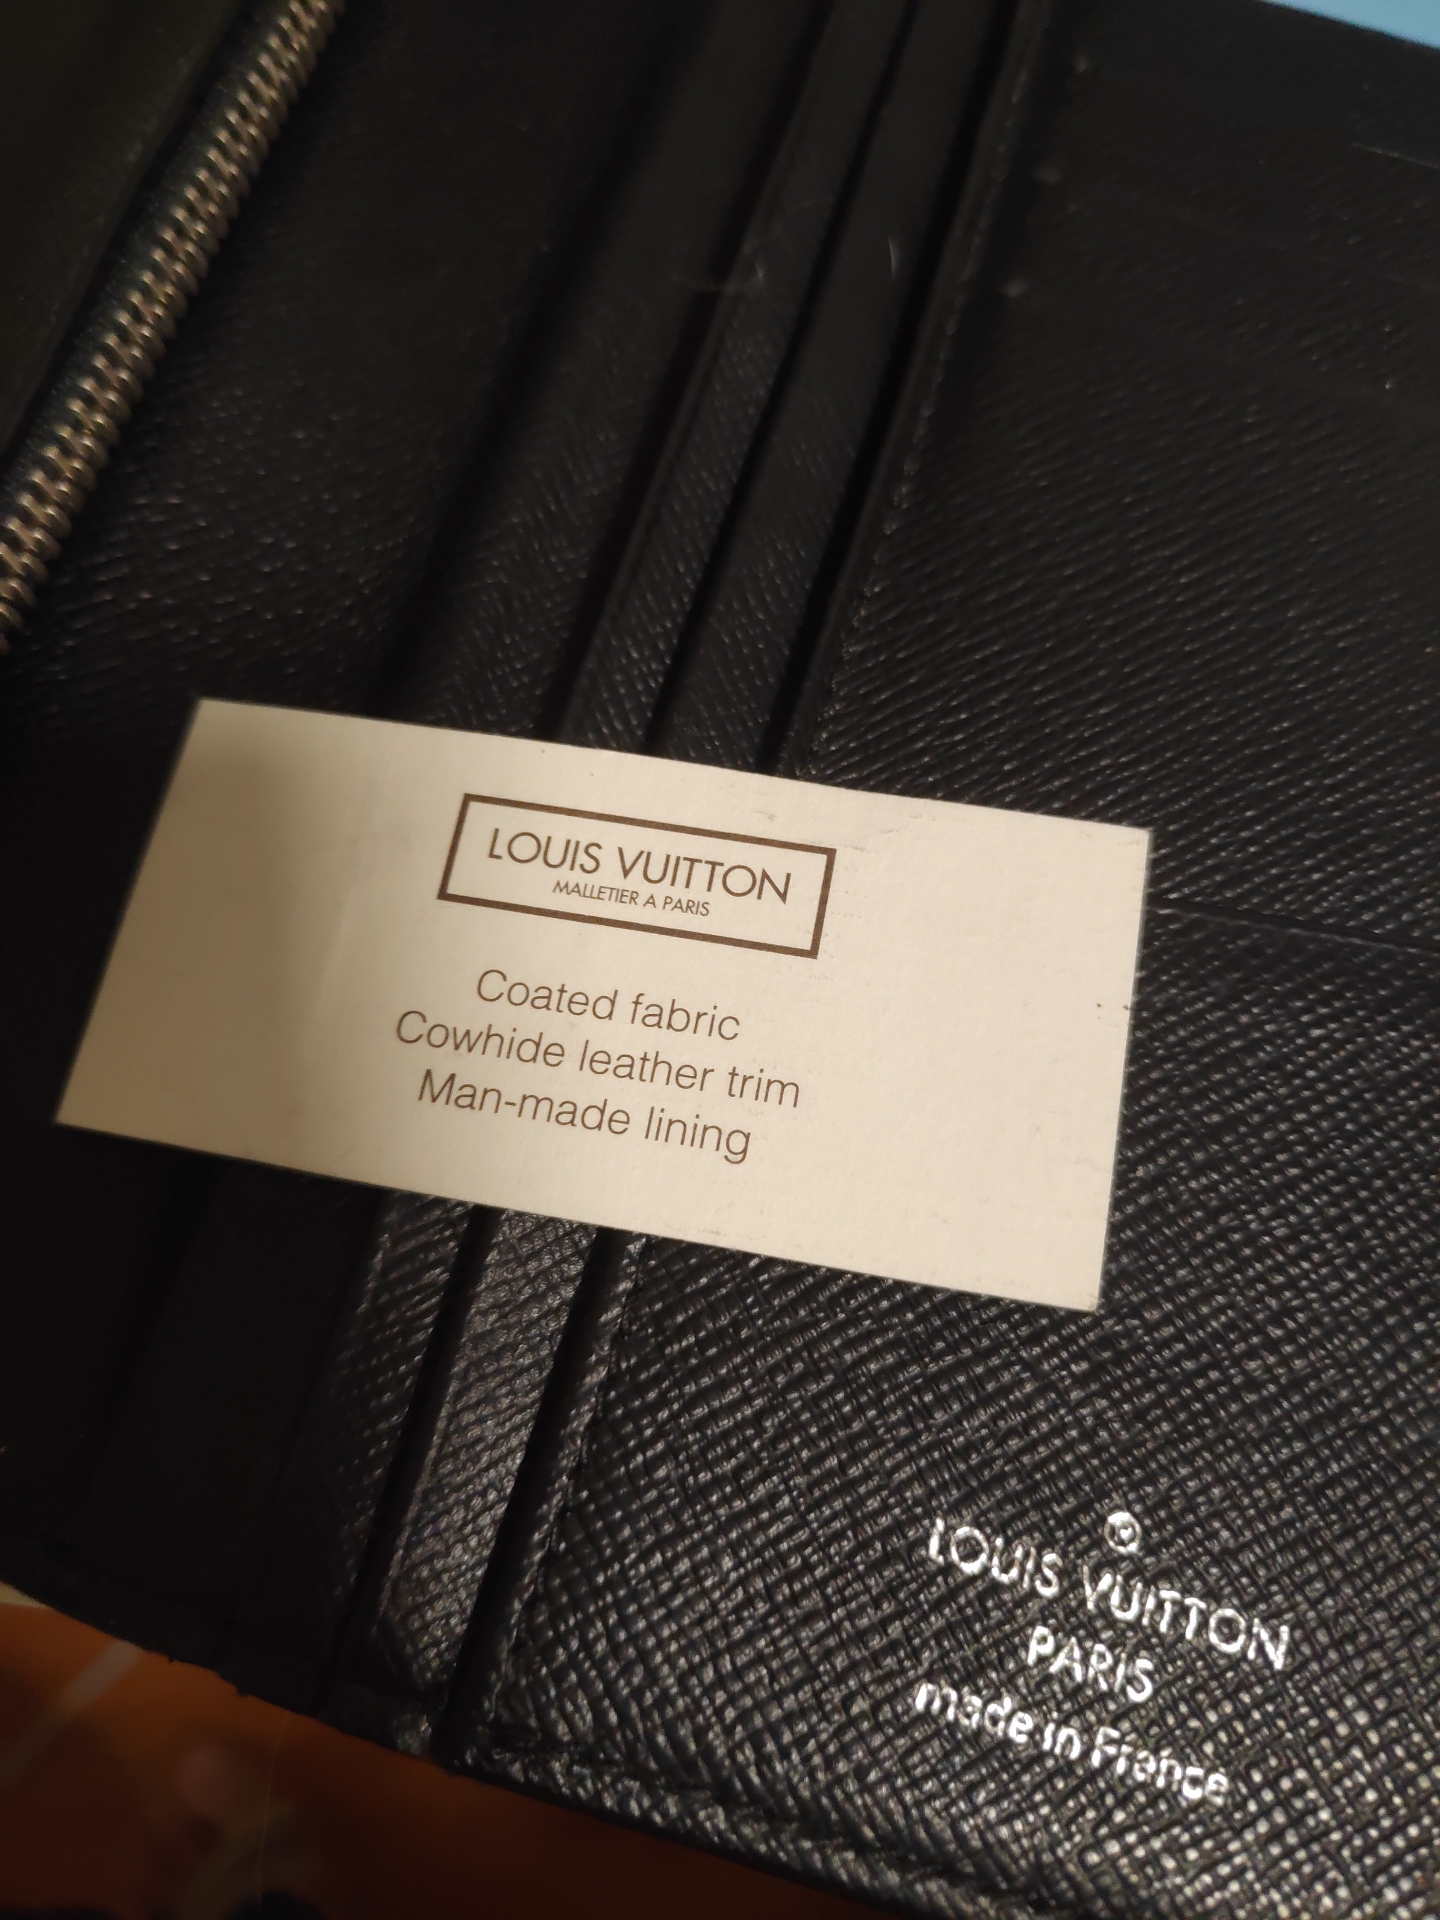 LOUIS VUITTON
MALLETIER A PARIS
Coated fabric
Cowhide leather trim
Man-made lining
®
LOUIS VUITTON
PARIS
made in France